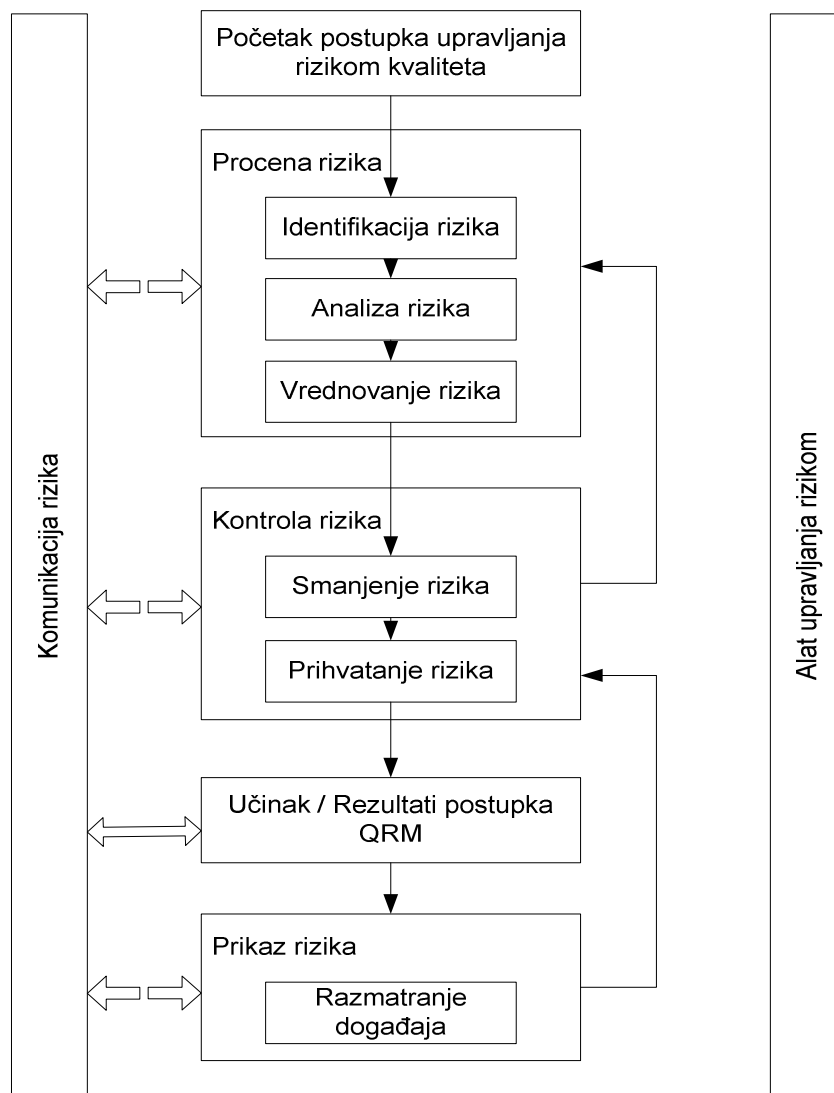 Početak postupka upravljanja
rizikom kvaliteta
Procena rizika
Identifikacija rizika
Analiza rizika
Vrednovanje rizika
Kontrola rizika
Smanjenje rizika
Prihvatanje rizika
Učinak / Rezultati postupka
QRM
Prikaz rizika
Razmatranje
događaja
Komunikacija rizika
Alat upravljanja rizikom